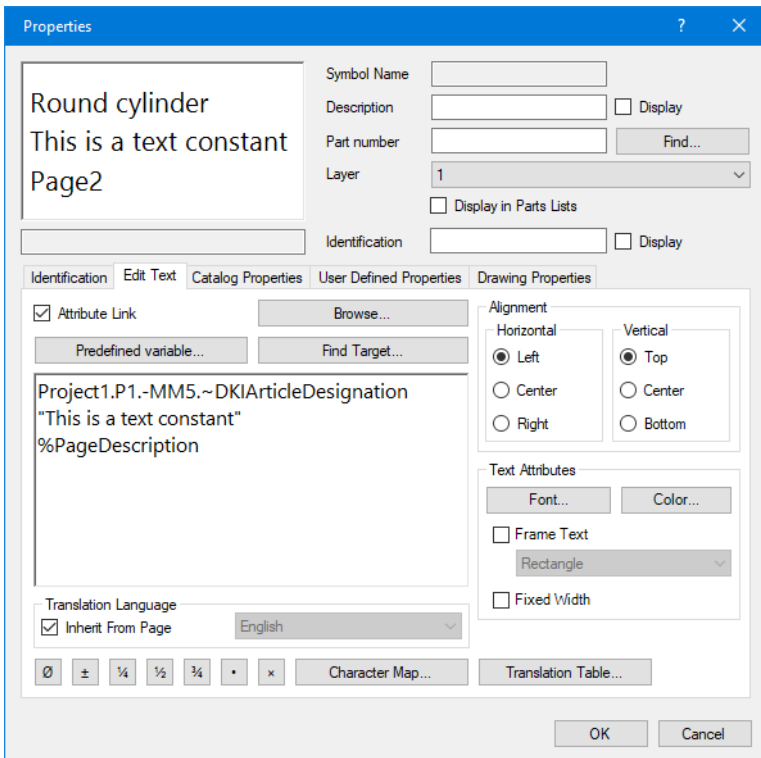 Properties
?
Round cylinder
This is a text constant
Page2
Symbol Name
Description
Display
Part number
Find...
Layer
1
Display in Parts Lists
Identification
Display
Identification
Edit Text
Catalog Properties
User Defined Properties
Drawing Properties
Attribute Link
Browse...
Predefined variable...
Find Target...
Project1.P1.-MM5.~DKIArticleDesignation
"This is a text constant"
%PageDescription
Alignment
Horizontal
Left
Center
Right
Vertical
Top
Center
Bottom
Text Attributes
Font...
Color...
Frame Text
Rectangle
Fixed Width
Translation Language
Inherit From Page
English
Ø
±
¼
½
¾
•
×
Character Map...
Translation Table...
OK
Cancel